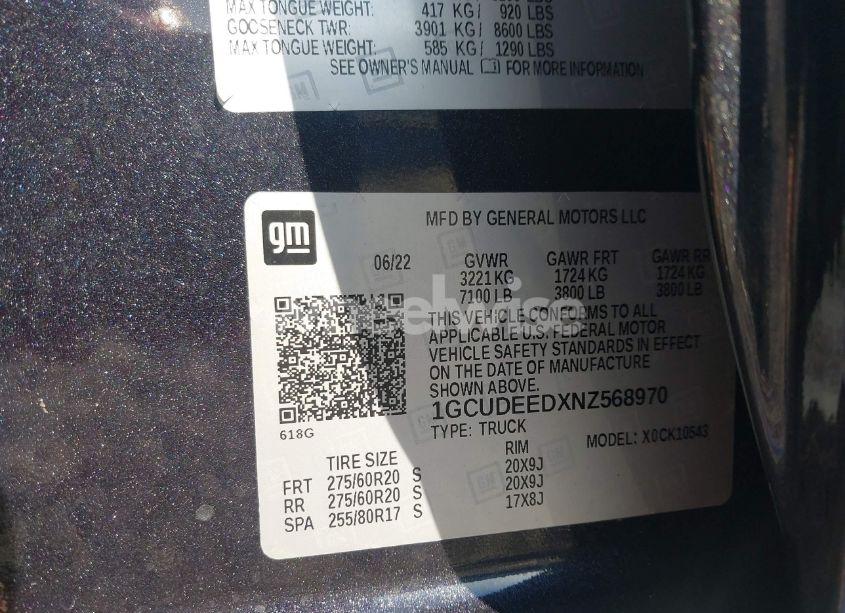 MAX TONGUE WEIGHT: 417 KG/ 920 LBS
GOOSENECK TWR: 3901 KG/ 8600 LBS
MAX TONGUE WEIGHT: 585 KG/ 1290 LBS
SEE OWNER'S MANUAL FOR MORE INFORMATION
gm
MFD BY GENERAL MOTORS LLC
06/22 GVWR GAWR FRT GAWR RR
3221 KG 1724 KG 1724 KG
7100 LB 3800 LB 3800 LB
THIS VEHICLE CONFORMS TO ALL
APPLICABLE U.S. FEDERAL MOTOR
VEHICLE SAFETY STANDARDS IN EFFECT
ON THE DATE OF MANUFACTURE
SHOWN ABOVE.
1GCUDEEDXNZ568970
618G
TYPE: TRUCK
MODEL: X0CK10543
TIRE SIZE RIM
FRT 275/60R20 S 20X9J
RR 275/60R20 S 20X9J
SPA 255/80R17 S 17X8J